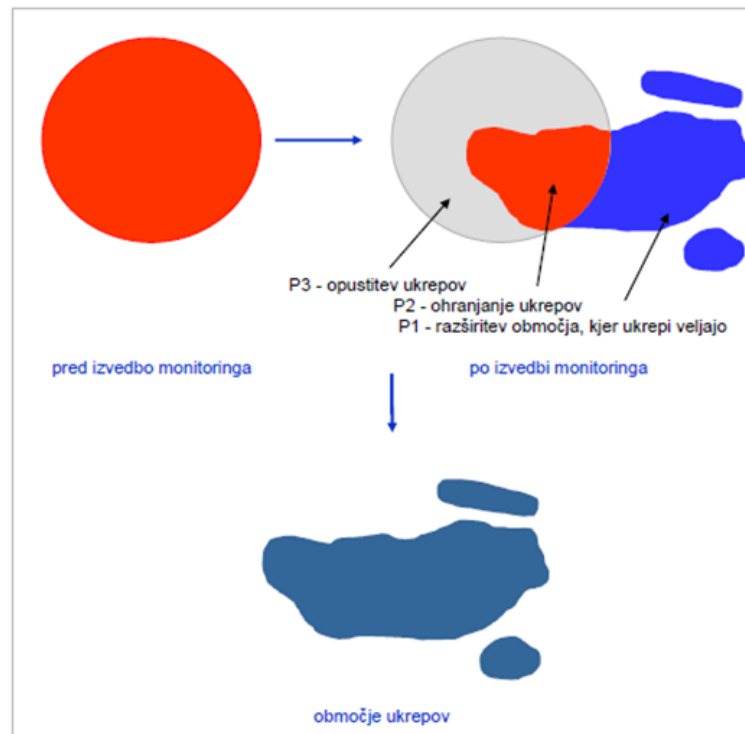 P3 - opustitev ukrepov
P2 - ohranjanje ukrepov
P1 - razširitev območja, kjer ukrepi veljajo
pred izvedbo monitoringa
po izvedbi monitoringa
območje ukrepov